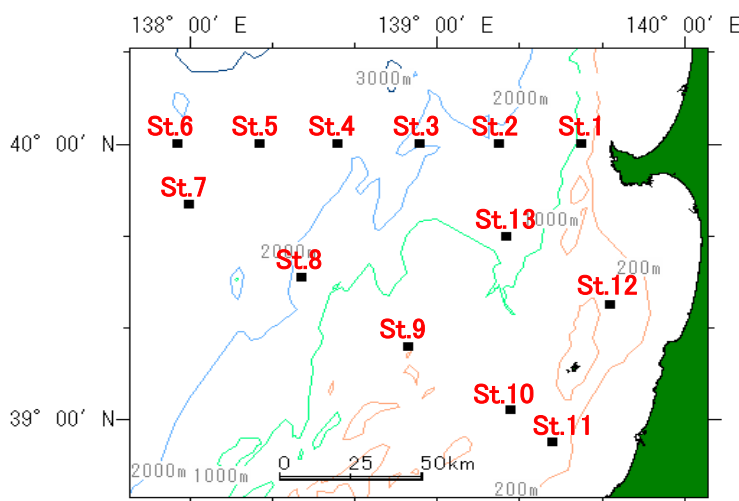 138° 00′ E
139° 00′ E
140° 00′ E
3000m
2000m
St.6
St.5
St.4
St.3
St.2
St.1
40° 00′ N
St.7
St.13
3000m
2000m
St.8
200m
St.12
St.9
St.10
39° 00′ N
St.11
2000m
1000m
0
25
50km
200m